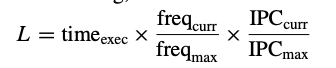 L = time_exec × freq_curr / freq_max × IPC_curr / IPC_max